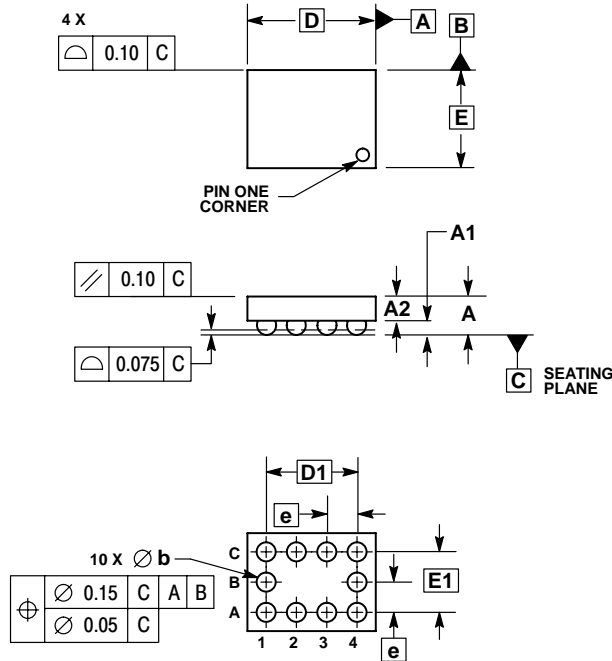 4 X
D
A
B
⌓ 0.10 C
E
PIN ONE
CORNER
A1
⫽ 0.10 C
A2
A
⌓ 0.075 C
C
SEATING
PLANE
D1
e
10 X ∅ b
C
B
A
E1
⌖ ∅ 0.15 C A B
∅ 0.05 C
1 2 3 4
e